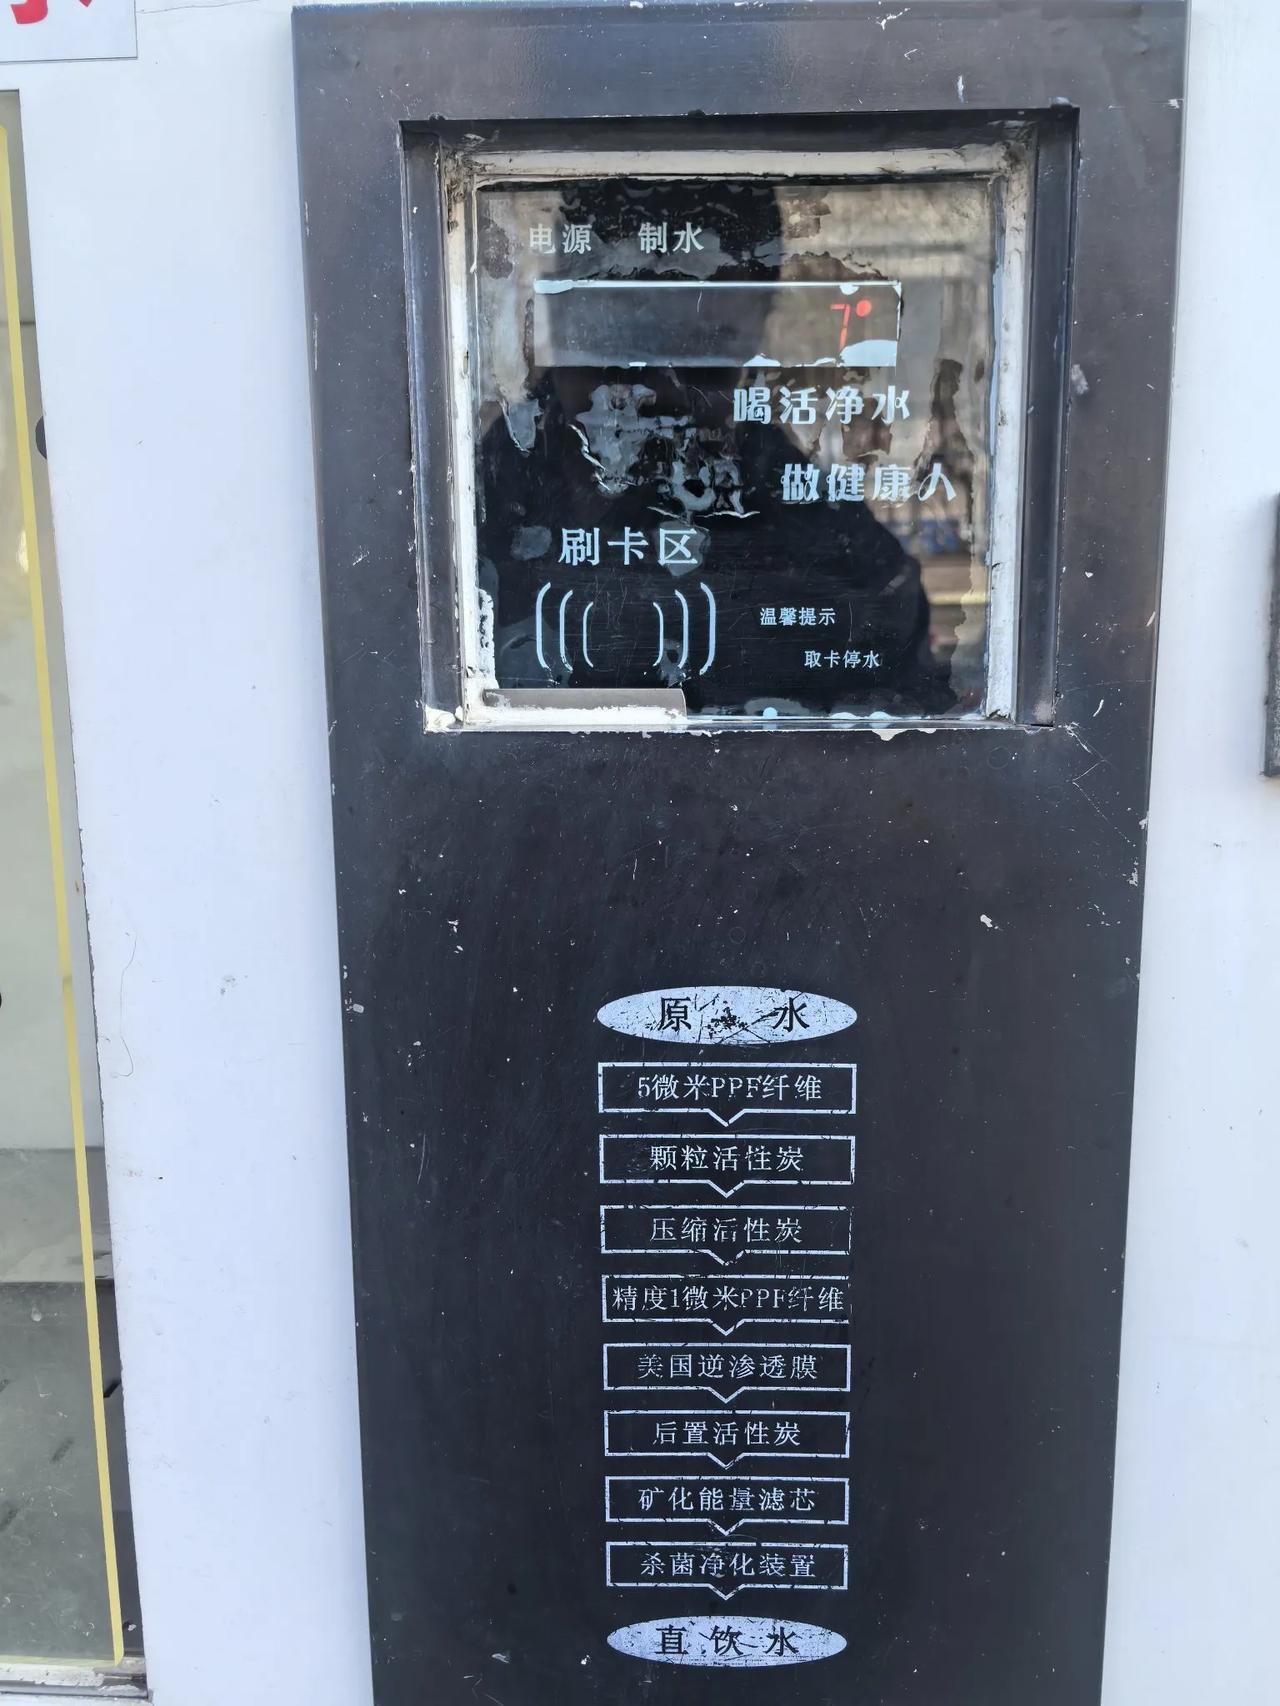 电源 制水
7°
喝活净水
做健康人
刷卡区
温馨提示
取卡停水
原 水
5微米PPF纤维
颗粒活性炭
压缩活性炭
精度1微米PPF纤维
美国逆渗透膜
后置活性炭
矿化能量滤芯
杀菌净化装置
直饮水